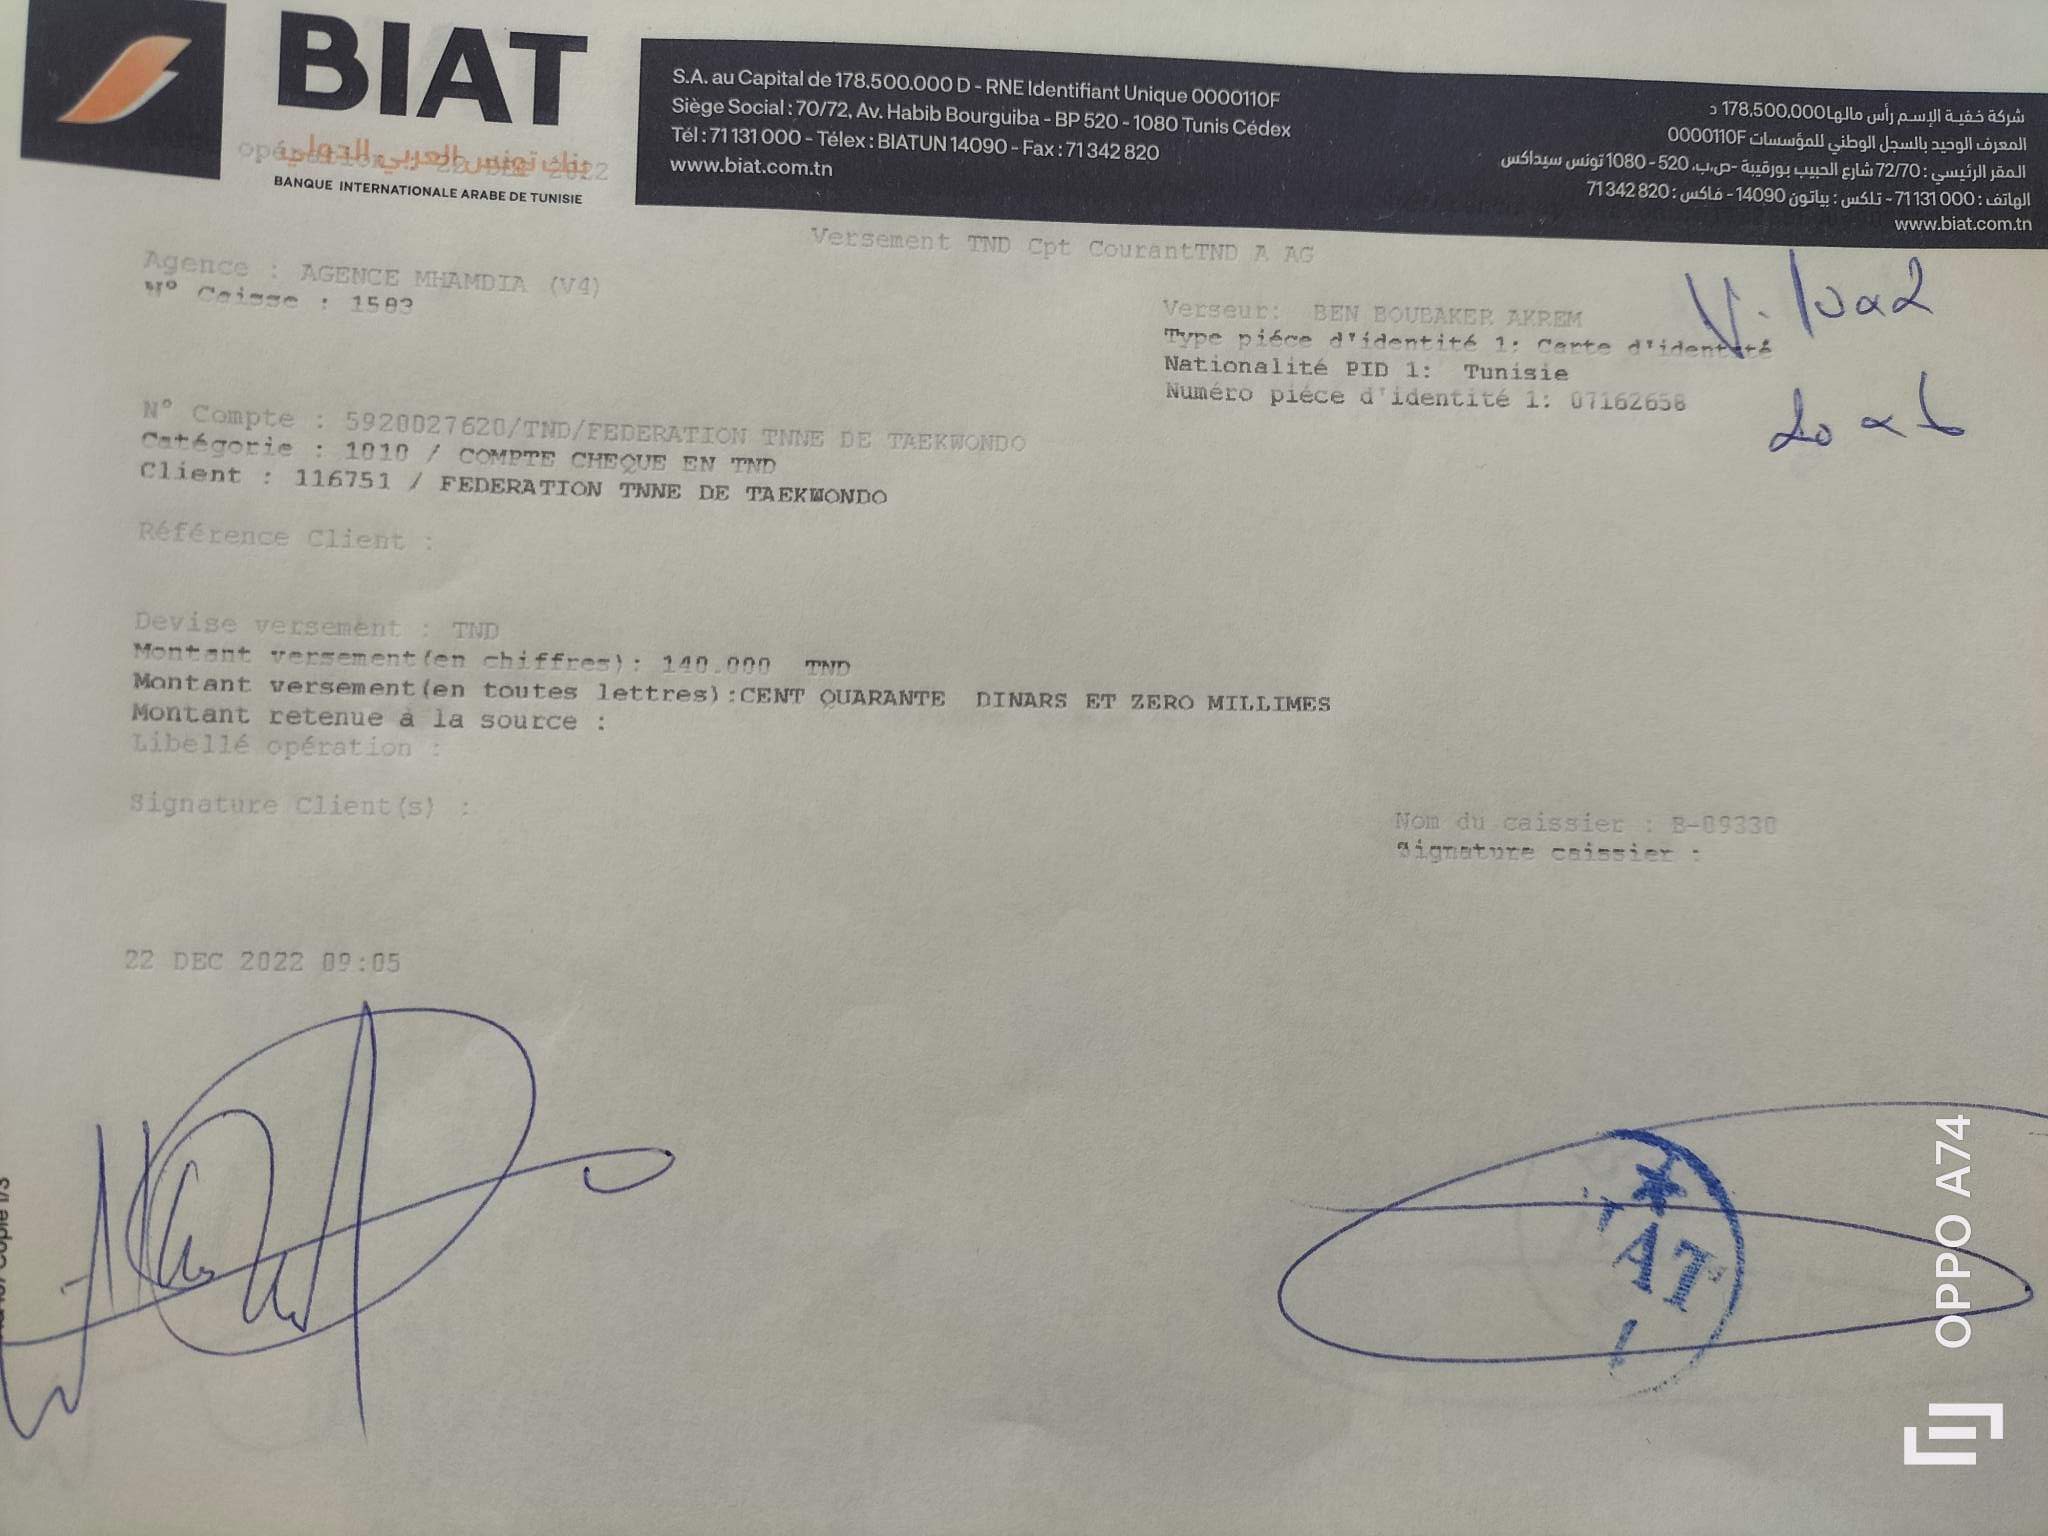 BIAT
بنك تونس العربي الدولي
opération 22 DEC 2022
BANQUE INTERNATIONALE ARABE DE TUNISIE
S.A. au Capital de 178.500.000 D - RNE Identifiant Unique 0000110F
Siège Social : 70/72, Av. Habib Bourguiba - BP 520 - 1080 Tunis Cédex
Tél : 71 131 000 - Télex : BIATUN 14090 - Fax : 71 342 820
www.biat.com.tn
شركة خفية الإسم رأس مالها 178.500.000 د
المعرف الوحيد بالسجل الوطني للمؤسسات 0000110F
المقر الرئيسي : 72/70 شارع الحبيب بورقيبة -ص.ب. 520 - 1080 تونس سيداكس
الهاتف : 71131 000 - تلكس : بياتون 14090 - فاكس : 71 342 820
www.biat.com.tn
Versement TND Cpt CourantTND A AG
Agence : AGENCE MHAMDIA (V4)
N° Caisse : 1583
Verseur: BEN BOUBAKER AKREM
Type piéce d'identité 1: Carte d'identité
Nationalité PID 1: Tunisie
Numéro piéce d'identité 1: 07162658
N° Compte : 5920027620/TND/FEDERATION TNNE DE TAEKWONDO
Catégorie : 1010 / COMPTE CHEQUE EN TND
Client : 116751 / FEDERATION TNNE DE TAEKWONDO
Référence Client :
Devise versement : TND
Montant versement(en chiffres): 140.000 TND
Montant versement(en toutes lettres):CENT QUARANTE DINARS ET ZERO MILLIMES
Montant retenue à la source :
Libellé opération :
Signature Client(s) :
Nom du caissier : B-09330
Signature caissier :
22 DEC 2022 09:05
OPPO A74